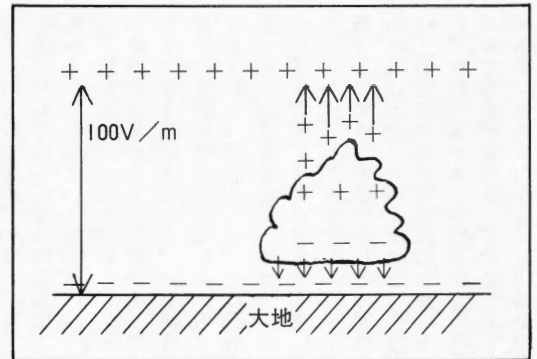 + + + + + + + + + + + +
100V/m
+ +
+ +
+
+ + +
− − −
− − − − − − − − − − − −
大地